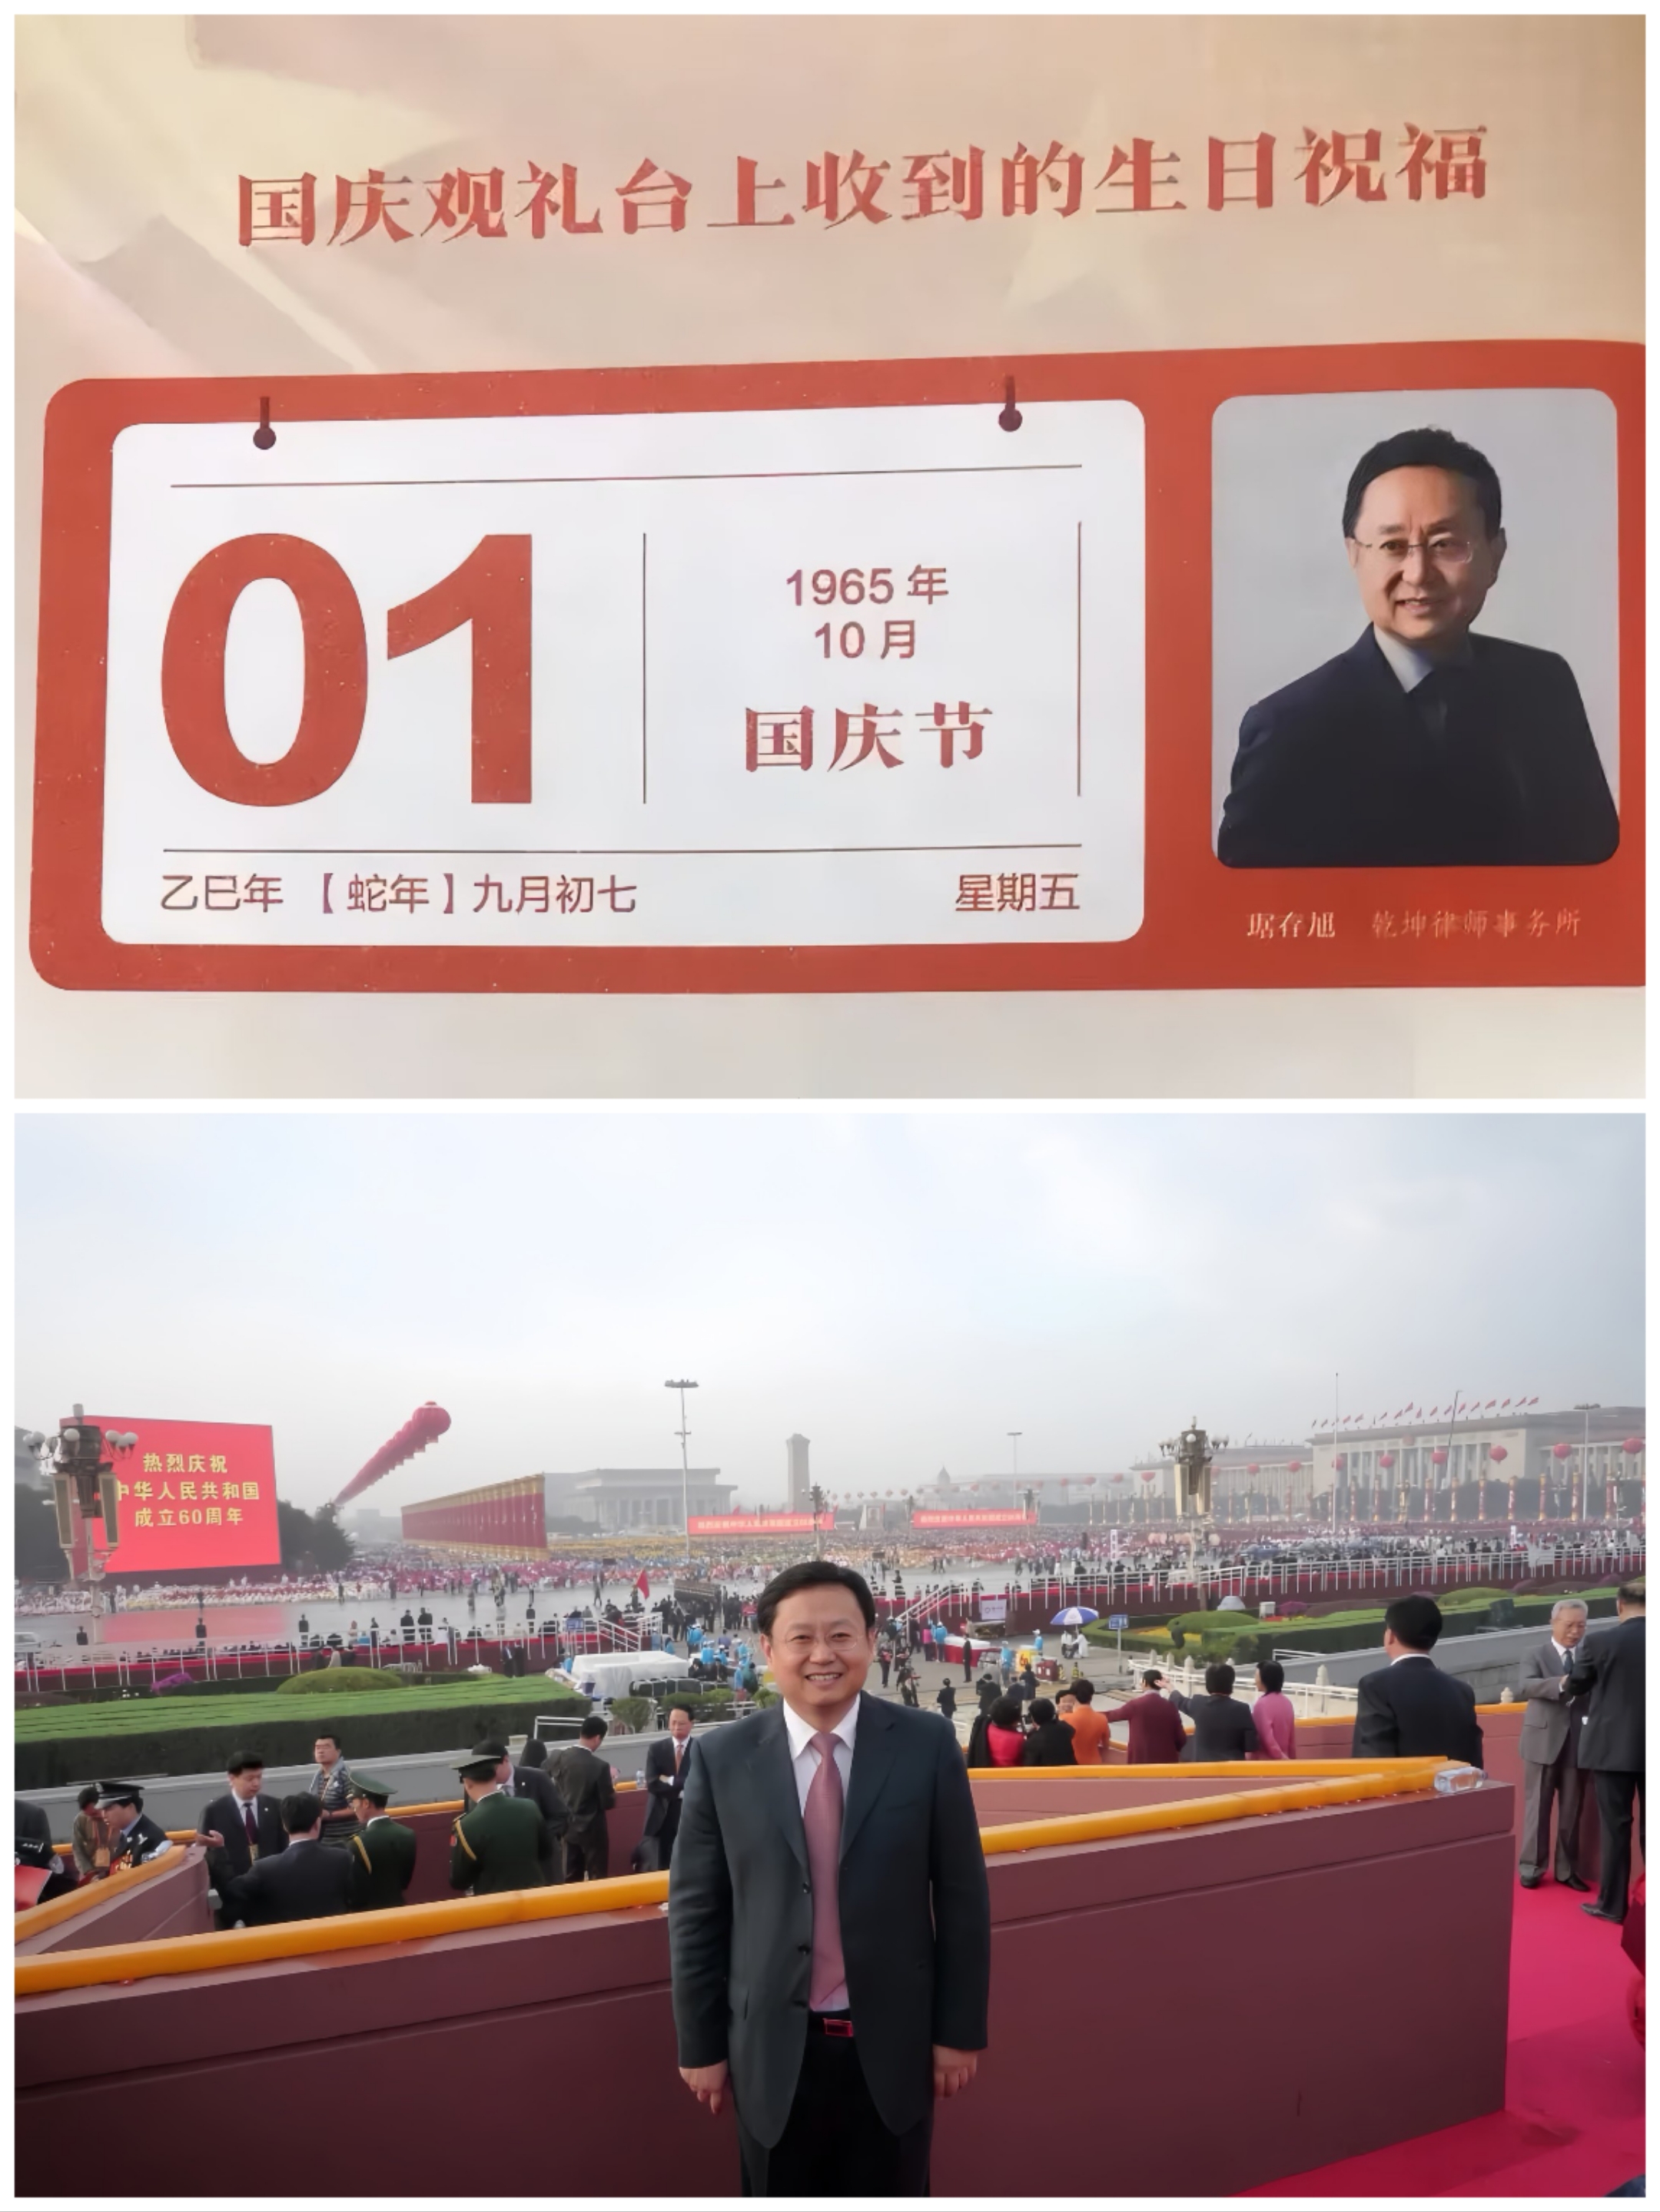 国庆观礼台上收到的生日祝福
01
1965年
10月
国庆节
乙巳年【蛇年】九月初七
星期五
琚存旭 乾坤律师事务所
热烈庆祝
中华人民共和国
成立60周年